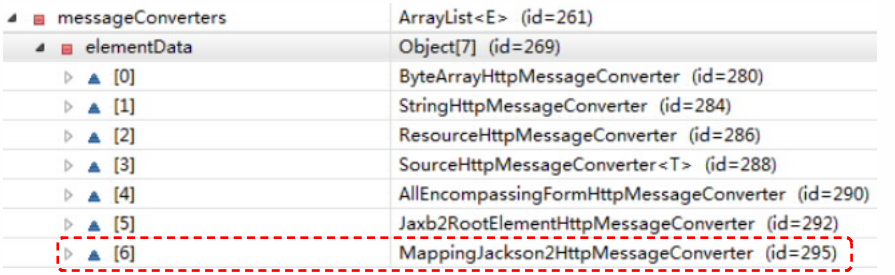 messageConverters ArrayList<E> (id=261)
elementData Object[7] (id=269)
[0] ByteArrayHttpMessageConverter (id=280)
[1] StringHttpMessageConverter (id=284)
[2] ResourceHttpMessageConverter (id=286)
[3] SourceHttpMessageConverter<T> (id=288)
[4] AllEncompassingFormHttpMessageConverter (id=290)
[5] Jaxb2RootElementHttpMessageConverter (id=292)
[6] MappingJackson2HttpMessageConverter (id=295)